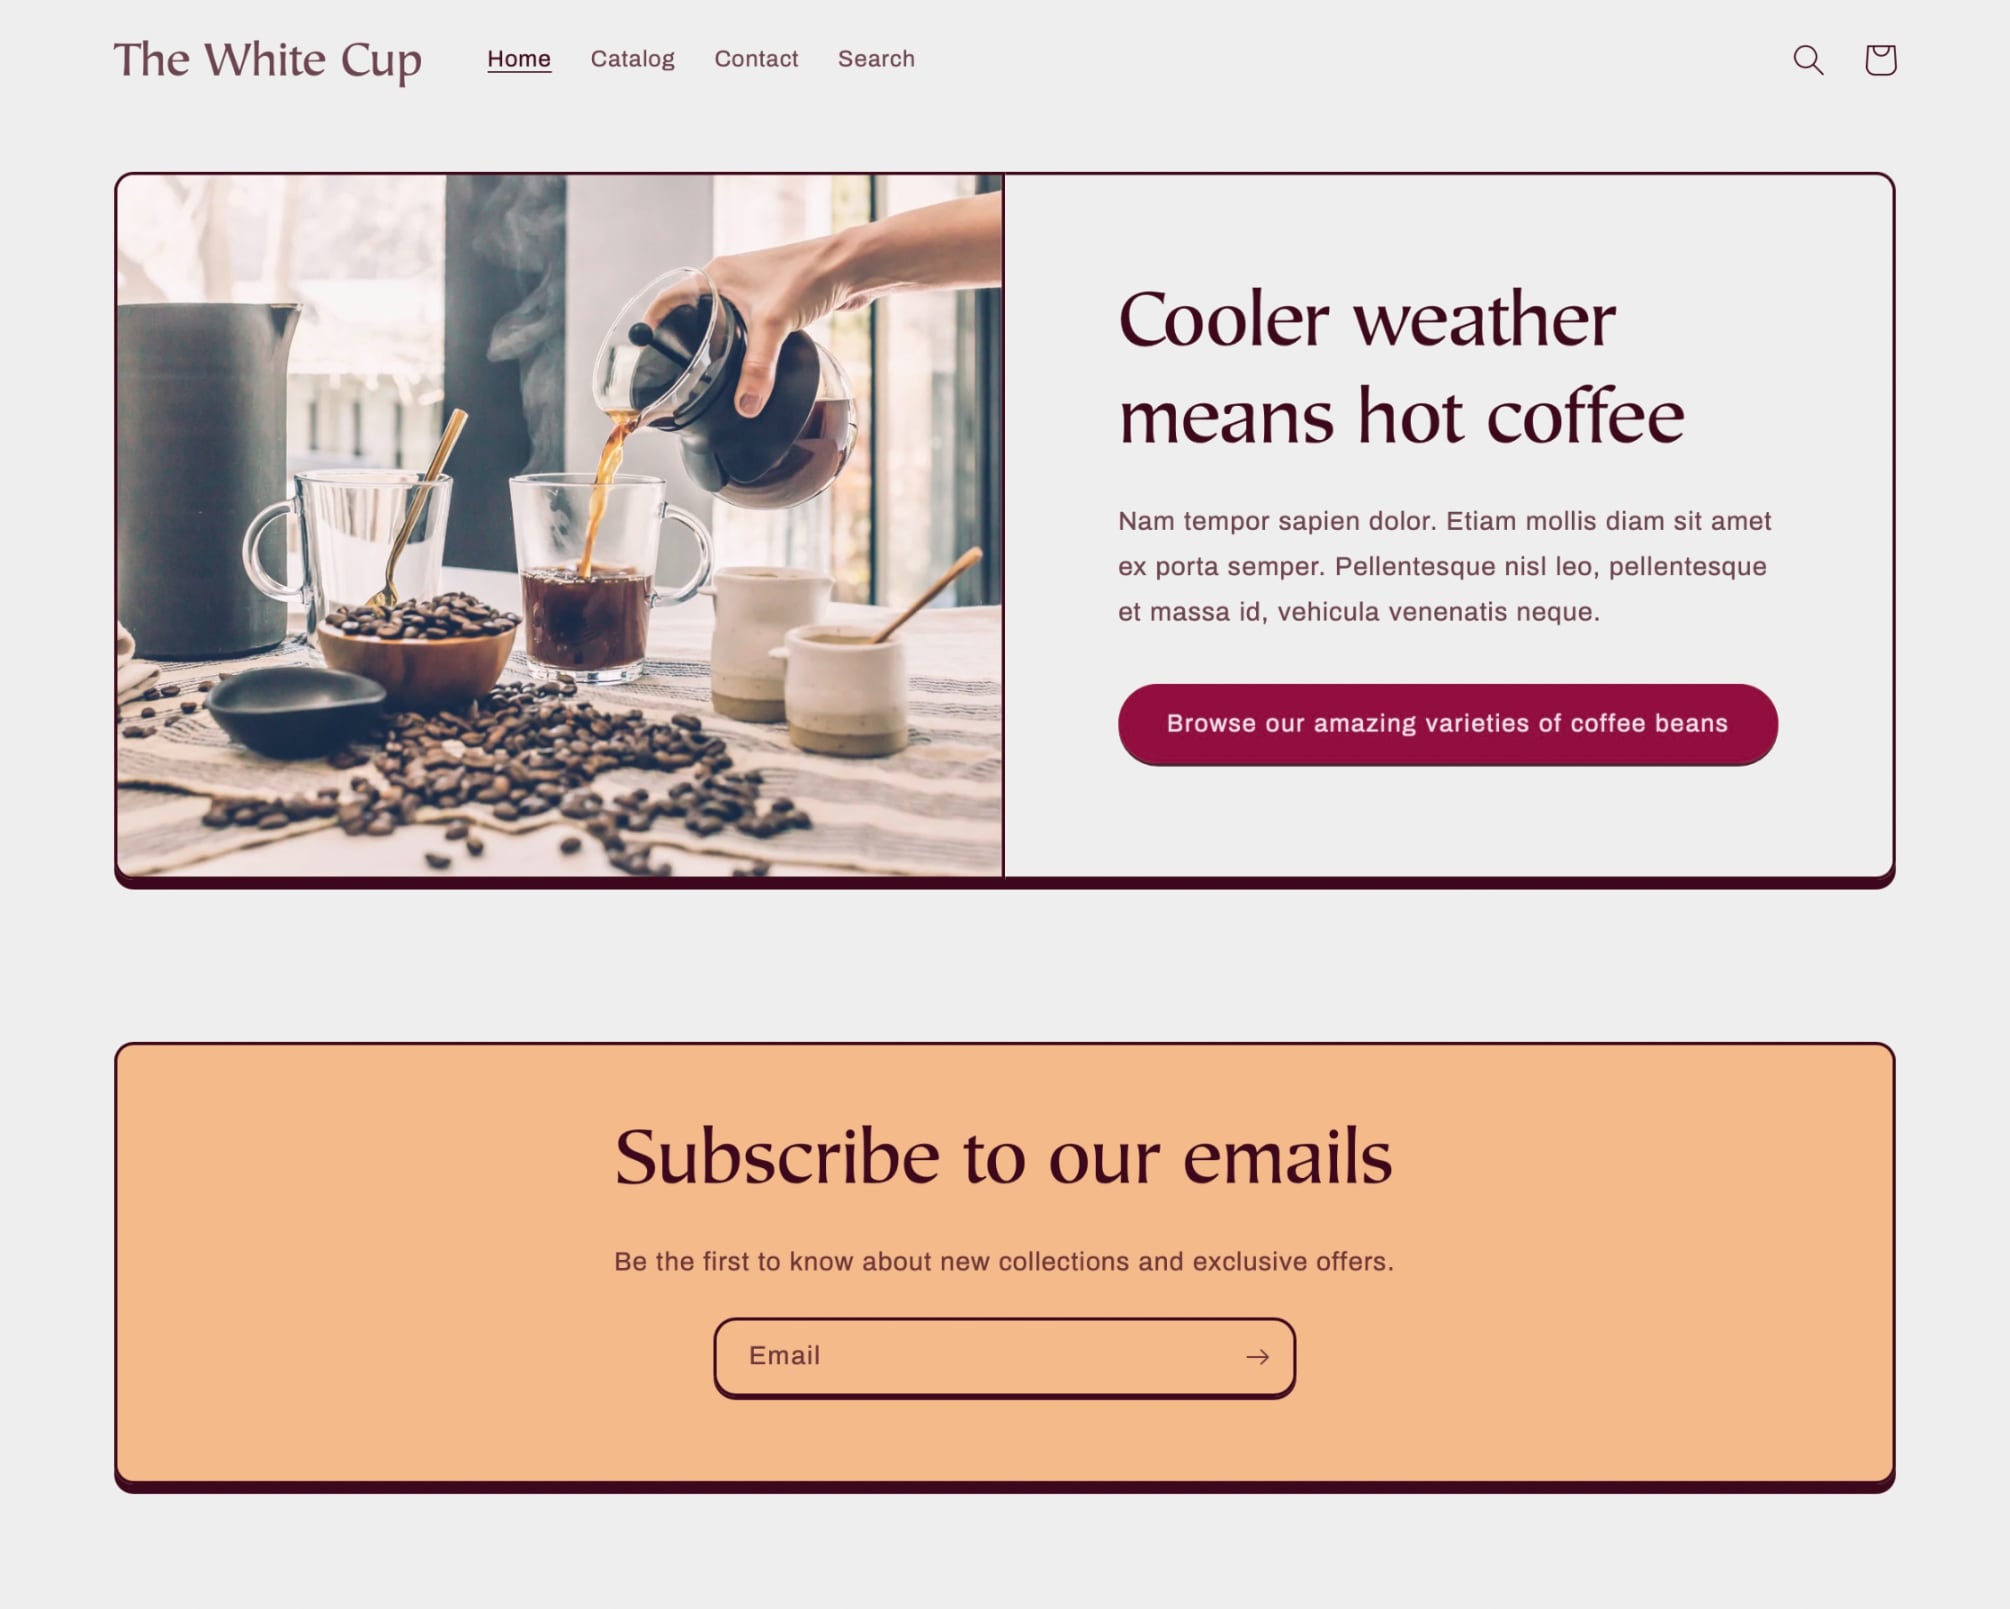 The White Cup
Home Catalog Contact Search
Cooler weather
means hot coffee
Nam tempor sapien dolor. Etiam mollis diam sit amet
ex porta semper. Pellentesque nisl leo, pellentesque
et massa id, vehicula venenatis neque.
Browse our amazing varieties of coffee beans
Subscribe to our emails
Be the first to know about new collections and exclusive offers.
Email